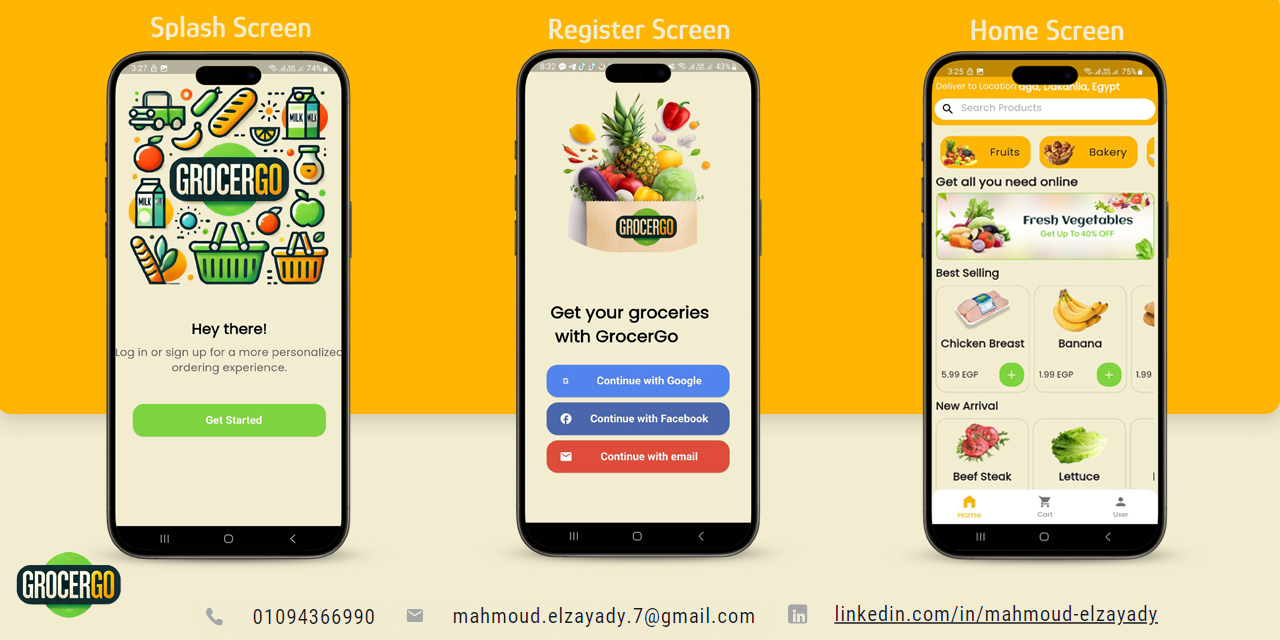 Splash Screen
3:27 74%
MILK MILK
GROCERGO
MILK
Hey there!
Log in or sign up for a more personalized
ordering experience.
Get Started
Register Screen
8:32 43%
GROCERGO
Get your groceries
with GrocerGo
Continue with Google
Continue with Facebook
Continue with email
Home Screen
3:25 75%
Deliver to Location aga, Dakahlia, Egypt
Search Products
Fruits Bakery
Get all you need online
Fresh Vegetables
Get Up To 40% OFF
Best Selling
Chicken Breast Banana
5.99 EGP + 1.99 EGP + 1.99
New Arrival
Beef Steak Lettuce
Home Cart User
GROCERGO
01094366990 mahmoud.elzayady.7@gmail.com linkedin.com/in/mahmoud-elzayady